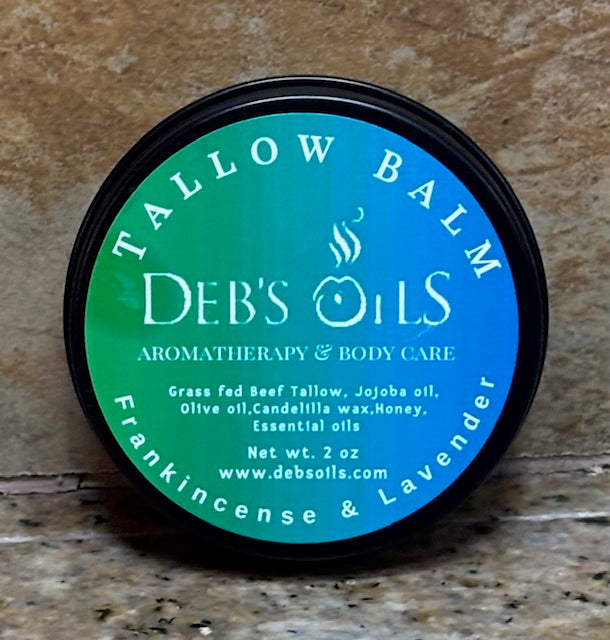 TALLOW BALM
DEB'S OILS
AROMATHERAPY & BODY CARE
Grass fed Beef Tallow, Jojoba oil,
Olive oil,Candelilla wax,Honey,
Essential oils
Net wt. 2 oz
www.debsoils.com
Frankincense & Lavender